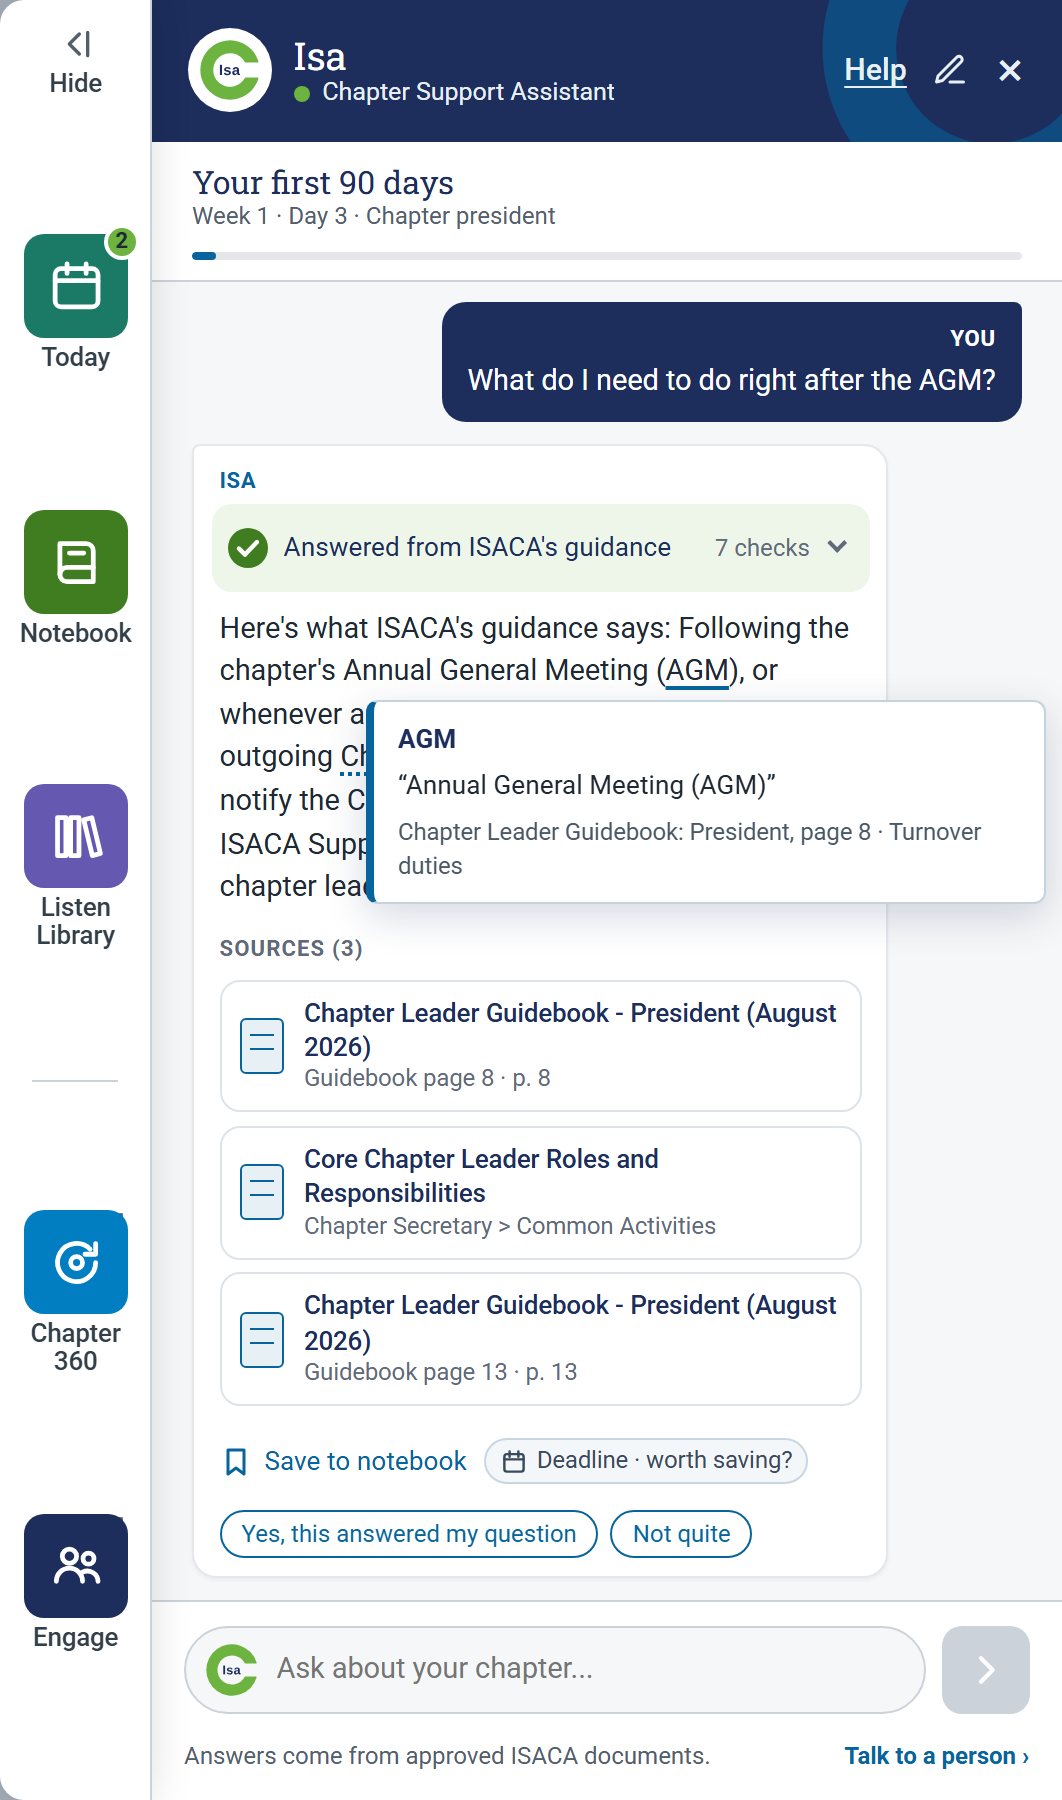 Hide
2
Today
Notebook
Listen
Library
Chapter
360
Engage
Isa
Isa
Chapter Support Assistant
Help
Your first 90 days
Week 1 · Day 3 · Chapter president
YOU
What do I need to do right after the AGM?
ISA
Answered from ISACA's guidance
7 checks
Here's what ISACA's guidance says: Following the
chapter's Annual General Meeting (AGM), or
whenever a
outgoing
notify the
ISACA
chapter
AGM
“Annual General Meeting (AGM)”
Chapter Leader Guidebook: President, page 8 · Turnover
duties
SOURCES (3)
Chapter Leader Guidebook - President (August
2026)
Guidebook page 8 · p. 8
Core Chapter Leader Roles and
Responsibilities
Chapter Secretary > Common Activities
Chapter Leader Guidebook - President (August
2026)
Guidebook page 13 · p. 13
Save to notebook
Deadline · worth saving?
Yes, this answered my question
Not quite
Isa
Ask about your chapter...
Answers come from approved ISACA documents.
Talk to a person ›